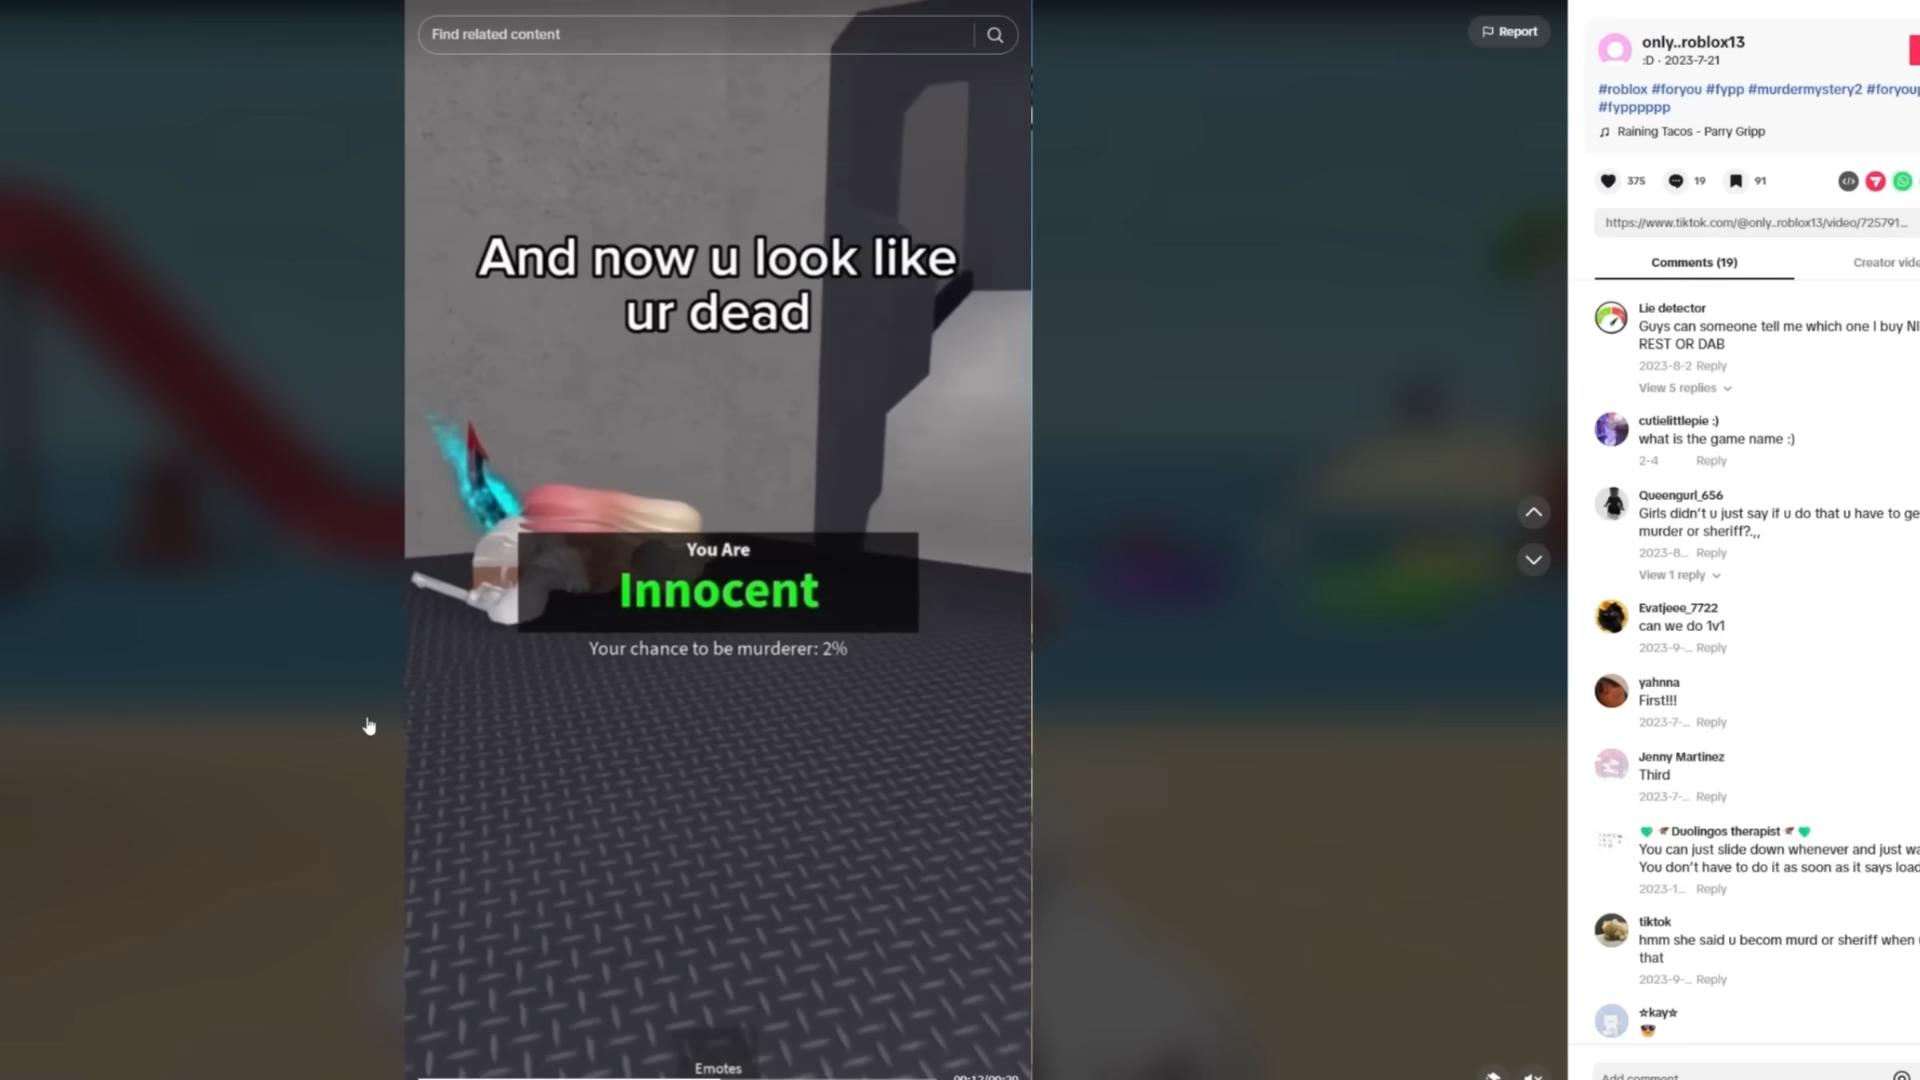 Find related content
Report
And now u look like
ur dead
You Are
Innocent
Your chance to be murderer: 2%
Emotes
only..roblox13
:D · 2023-7-21
#roblox #foryou #fypp #murdermystery2 #foryoup
#fypppppp
Raining Tacos - Parry Gripp
375
19
91
https://www.tiktok.com/@only..roblox13/video/725791...
Comments (19)
Creator vide
Lie detector
Guys can someone tell me which one I buy NI
REST OR DAB
2023-8-2 Reply
View 5 replies
cutielittlepie :)
what is the game name :)
2-4 Reply
Queengurl_656
Girls didn't u just say if u do that u have to ge
murder or sheriff?.,,
2023-8... Reply
View 1 reply
Evatjeee_7722
can we do 1v1
2023-9-... Reply
yahnna
First!!!
2023-7-... Reply
Jenny Martinez
Third
2023-7-... Reply
Duolingos therapist
You can just slide down whenever and just wa
You don't have to do it as soon as it says load
2023-1... Reply
tiktok
hmm she said u becom murd or sheriff when
that
2023-9-... Reply
☆kay☆
Add comment